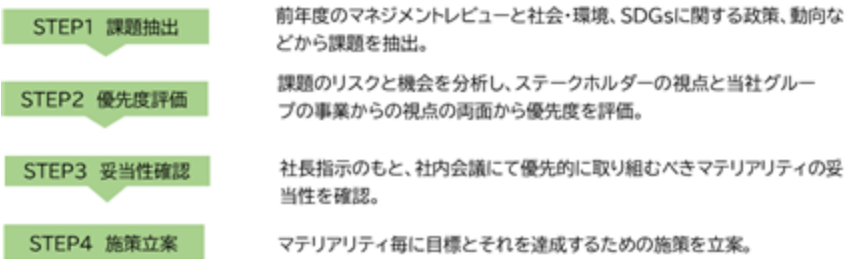 STEP1 課題抽出
前年度のマネジメントレビューと社会・環境、SDGsに関する政策、動向な
どから課題を抽出。
STEP2 優先度評価
課題のリスクと機会を分析し、ステークホルダーの視点と当社グルー
プの事業からの視点の両面から優先度を評価。
STEP3 妥当性確認
社長指示のもと、社内会議にて優先的に取り組むべきマテリアリティの妥
当性を確認。
STEP4 施策立案
マテリアリティ毎に目標とそれを達成するための施策を立案。